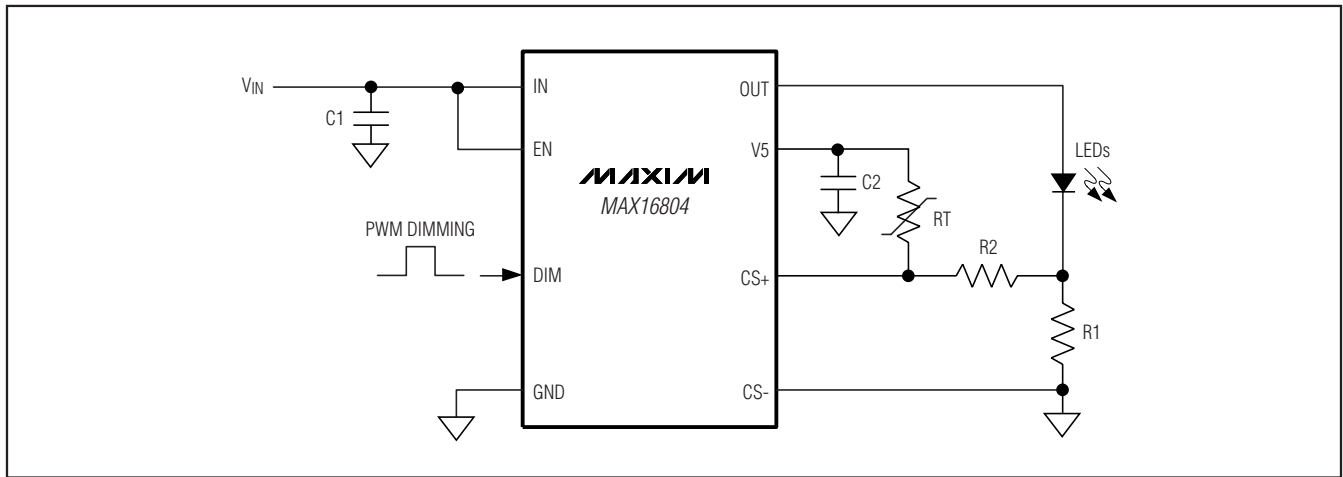 VIN
C1
IN
EN
MAXIM
MAX16804
PWM DIMMING
DIM
GND
OUT
V5
C2
RT
LEDs
CS+
R2
R1
CS-